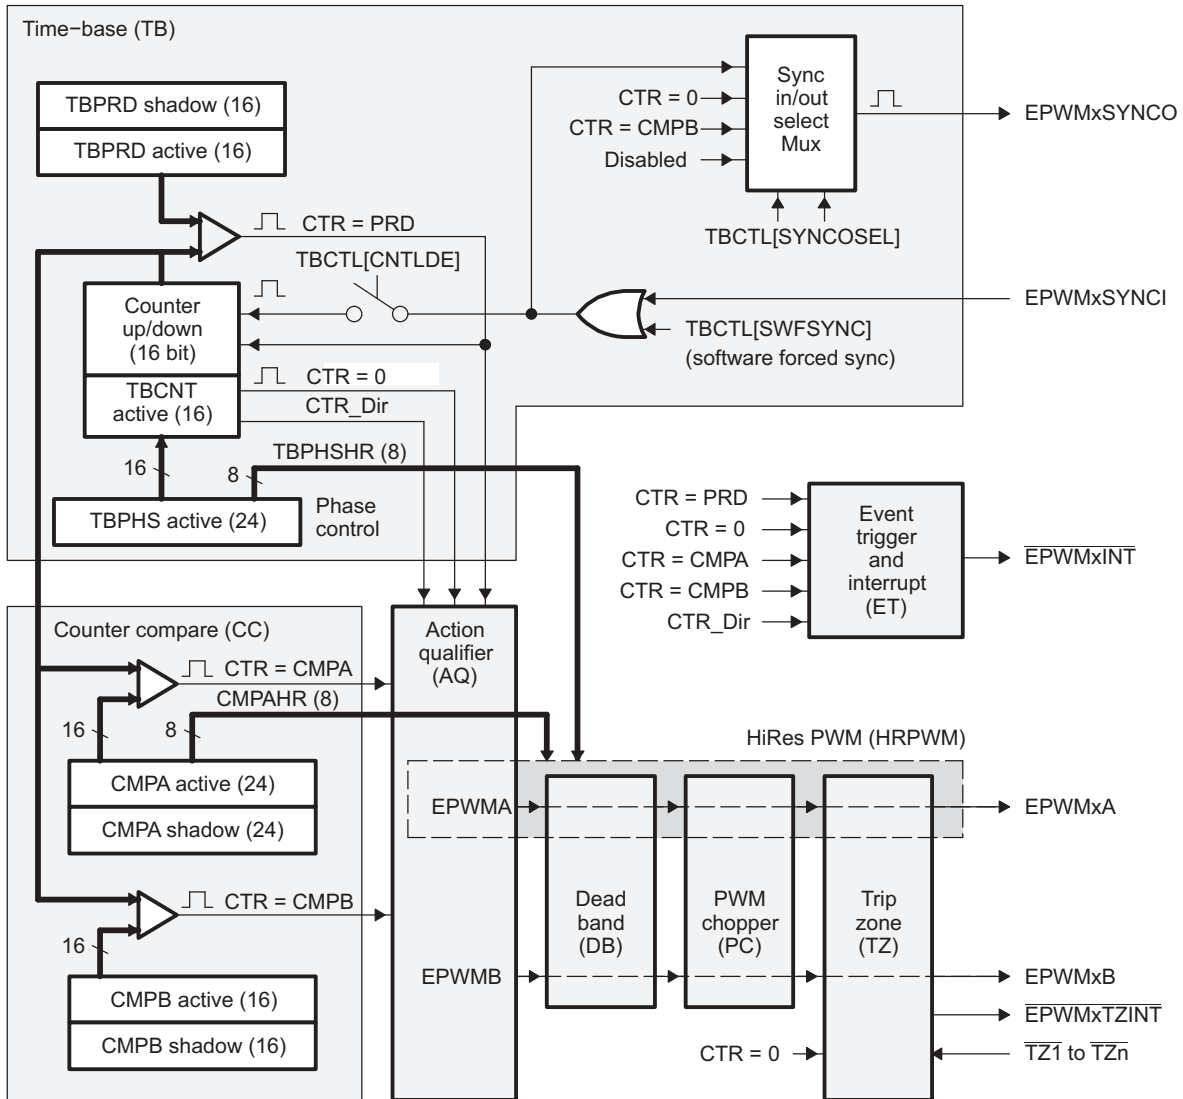 Time−base (TB)
TBPRD shadow (16)
TBPRD active (16)
CTR = PRD
TBCTL[CNTLDE]
Counter
up/down
(16 bit)
TBCNT
active (16)
CTR = 0
CTR_Dir
16
8
TBPHSHR (8)
TBPHS active (24)
Phase
control
CTR = 0
CTR = CMPB
Disabled
Sync
in/out
select
Mux
TBCTL[SYNCOSEL]
EPWMxSYNCO
EPWMxSYNCI
TBCTL[SWFSYNC]
(software forced sync)
CTR = PRD
CTR = 0
CTR = CMPA
CTR = CMPB
CTR_Dir
Event
trigger
and
interrupt
(ET)
EPWMxINT
Counter compare (CC)
CTR = CMPA
CMPAHR (8)
16
8
CMPA active (24)
CMPA shadow (24)
CTR = CMPB
16
CMPB active (16)
CMPB shadow (16)
Action
qualifier
(AQ)
HiRes PWM (HRPWM)
EPWMA
EPWMB
Dead
band
(DB)
PWM
chopper
(PC)
Trip
zone
(TZ)
CTR = 0
EPWMxA
EPWMxB
EPWMxTZINT
TZ1 to TZn